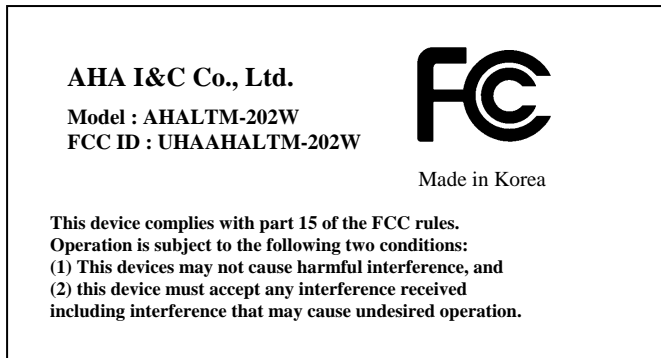 AHA I&C Co., Ltd.
Model : AHALTM-202W
FCC ID : UHAAHALTM-202W
FCC
Made in Korea
This device complies with part 15 of the FCC rules.
Operation is subject to the following two conditions:
(1) This devices may not cause harmful interference, and
(2) this device must accept any interference received
including interference that may cause undesired operation.